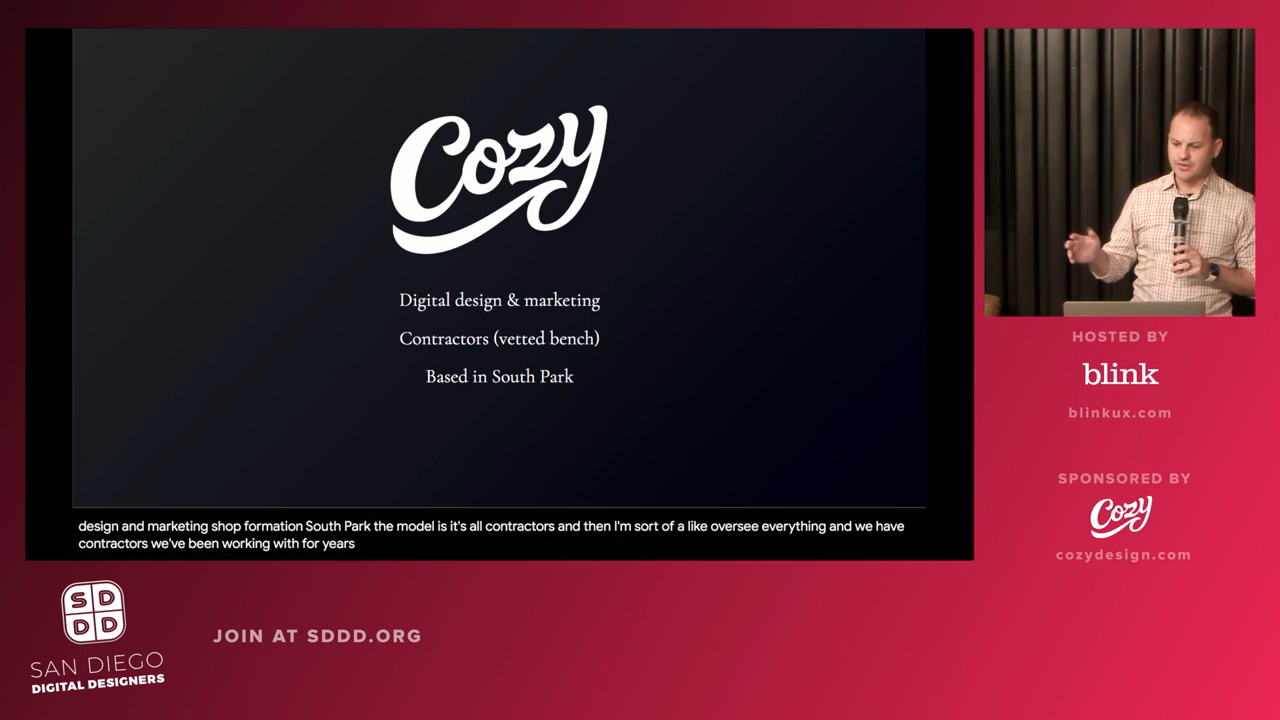 Cozy
Digital design & marketing
Contractors (vetted bench)
Based in South Park
design and marketing shop formation South Park the model is it's all contractors and then I'm sort of a like oversee everything and we have
contractors we've been working with for years
HOSTED BY
blink
blinkux.com
SPONSORED BY
Cozy
cozydesign.com
SD
DD
SAN DIEGO
DIGITAL DESIGNERS
JOIN AT SDDD.ORG